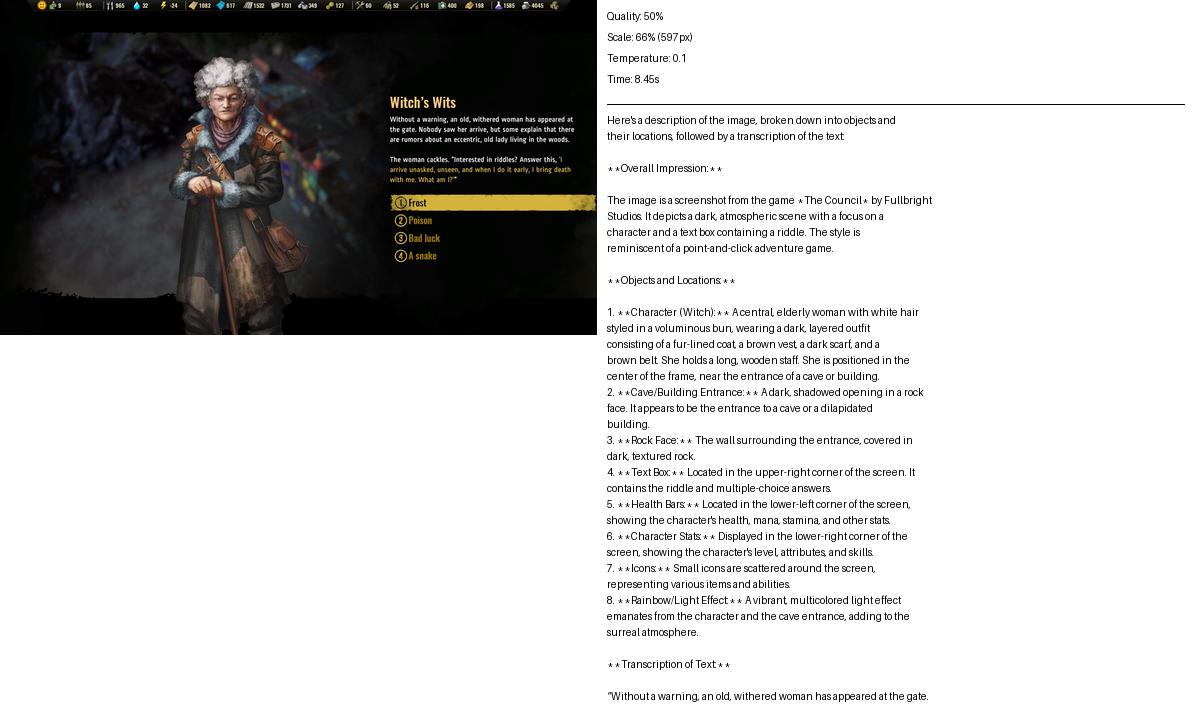 9 85 965 32 -24 1082 617 1532 1731 349 127 60 52 116 400 198 1585 4045
Witch's Wits
Without a warning, an old, withered woman has appeared at
the gate. Nobody saw her arrive, but some explain that there
are rumors about an eccentric, old lady living in the woods.
The woman cackles. "Interested in riddles? Answer this, 'I
arrive unasked, unseen, and when I do it early, I bring death
with me. What am I?'"
1 Frost
2 Poison
3 Bad luck
4 A snake
Quality: 50%
Scale: 66% (597px)
Temperature: 0.1
Time: 8.45s
Here's a description of the image, broken down into objects and
their locations, followed by a transcription of the text:
**Overall Impression:**
The image is a screenshot from the game *The Council* by Fullbright
Studios. It depicts a dark, atmospheric scene with a focus on a
character and a text box containing a riddle. The style is
reminiscent of a point-and-click adventure game.
**Objects and Locations:**
1. **Character (Witch):** A central, elderly woman with white hair
styled in a voluminous bun, wearing a dark, layered outfit
consisting of a fur-lined coat, a brown vest, a dark scarf, and a
brown belt. She holds a long, wooden staff. She is positioned in the
center of the frame, near the entrance of a cave or building.
2. **Cave/Building Entrance:** A dark, shadowed opening in a rock
face. It appears to be the entrance to a cave or a dilapidated
building.
3. **Rock Face:** The wall surrounding the entrance, covered in
dark, textured rock.
4. **Text Box:** Located in the upper-right corner of the screen. It
contains the riddle and multiple-choice answers.
5. **Health Bars:** Located in the lower-left corner of the screen,
showing the character's health, mana, stamina, and other stats.
6. **Character Stats:** Displayed in the lower-right corner of the
screen, showing the character's level, attributes, and skills.
7. **Icons:** Small icons are scattered around the screen,
representing various items and abilities.
8. **Rainbow/Light Effect:** A vibrant, multicolored light effect
emanates from the character and the cave entrance, adding to the
surreal atmosphere.
**Transcription of Text:**
"Without a warning, an old, withered woman has appeared at the gate.